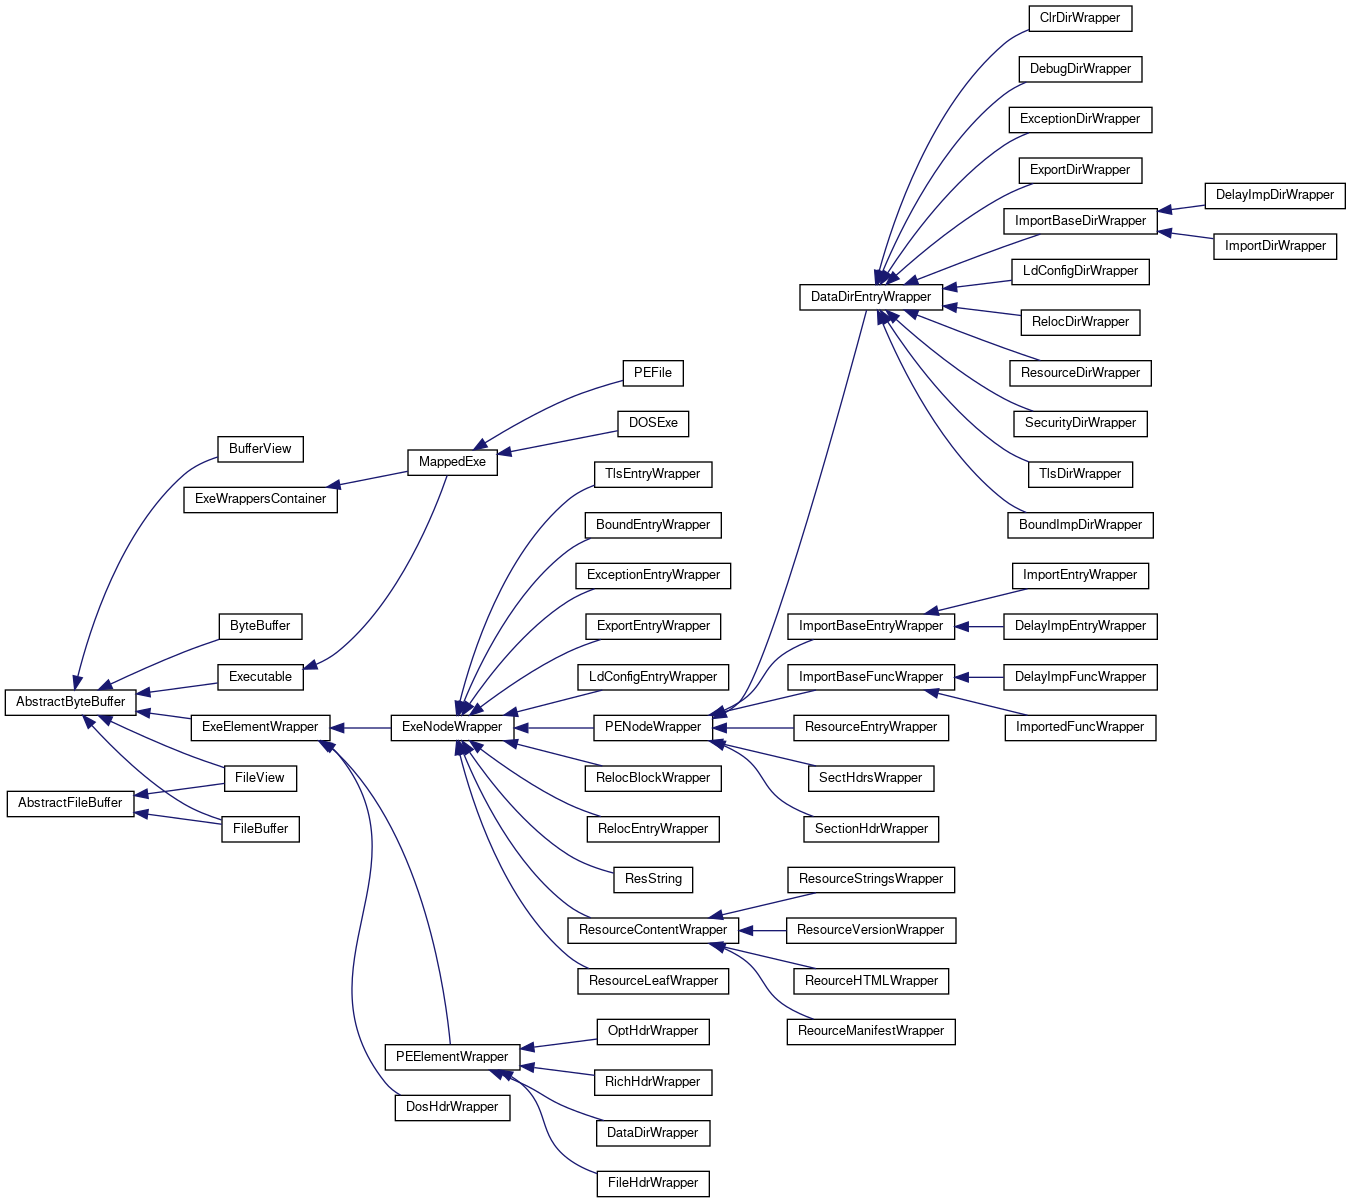 ClrDirWrapper
DebugDirWrapper
ExceptionDirWrapper
ExportDirWrapper
DelayImpDirWrapper
ImportBaseDirWrapper
ImportDirWrapper
LdConfigDirWrapper
DataDirEntryWrapper
RelocDirWrapper
ResourceDirWrapper
PEFile
SecurityDirWrapper
DOSExe
BufferView
MappedExe
TlsEntryWrapper
TlsDirWrapper
ExeWrappersContainer
BoundEntryWrapper
BoundImpDirWrapper
ExceptionEntryWrapper
ImportEntryWrapper
ByteBuffer
ExportEntryWrapper
ImportBaseEntryWrapper
DelayImpEntryWrapper
Executable
LdConfigEntryWrapper
ImportBaseFuncWrapper
DelayImpFuncWrapper
AbstractByteBuffer
ExeElementWrapper
ExeNodeWrapper
PENodeWrapper
ResourceEntryWrapper
ImportedFuncWrapper
FileView
RelocBlockWrapper
SectHdrsWrapper
AbstractFileBuffer
FileBuffer
RelocEntryWrapper
SectionHdrWrapper
ResString
ResourceStringsWrapper
ResourceContentWrapper
ResourceVersionWrapper
ResourceLeafWrapper
ReourceHTMLWrapper
ReourceManifestWrapper
OptHdrWrapper
PEElementWrapper
RichHdrWrapper
DosHdrWrapper
DataDirWrapper
FileHdrWrapper